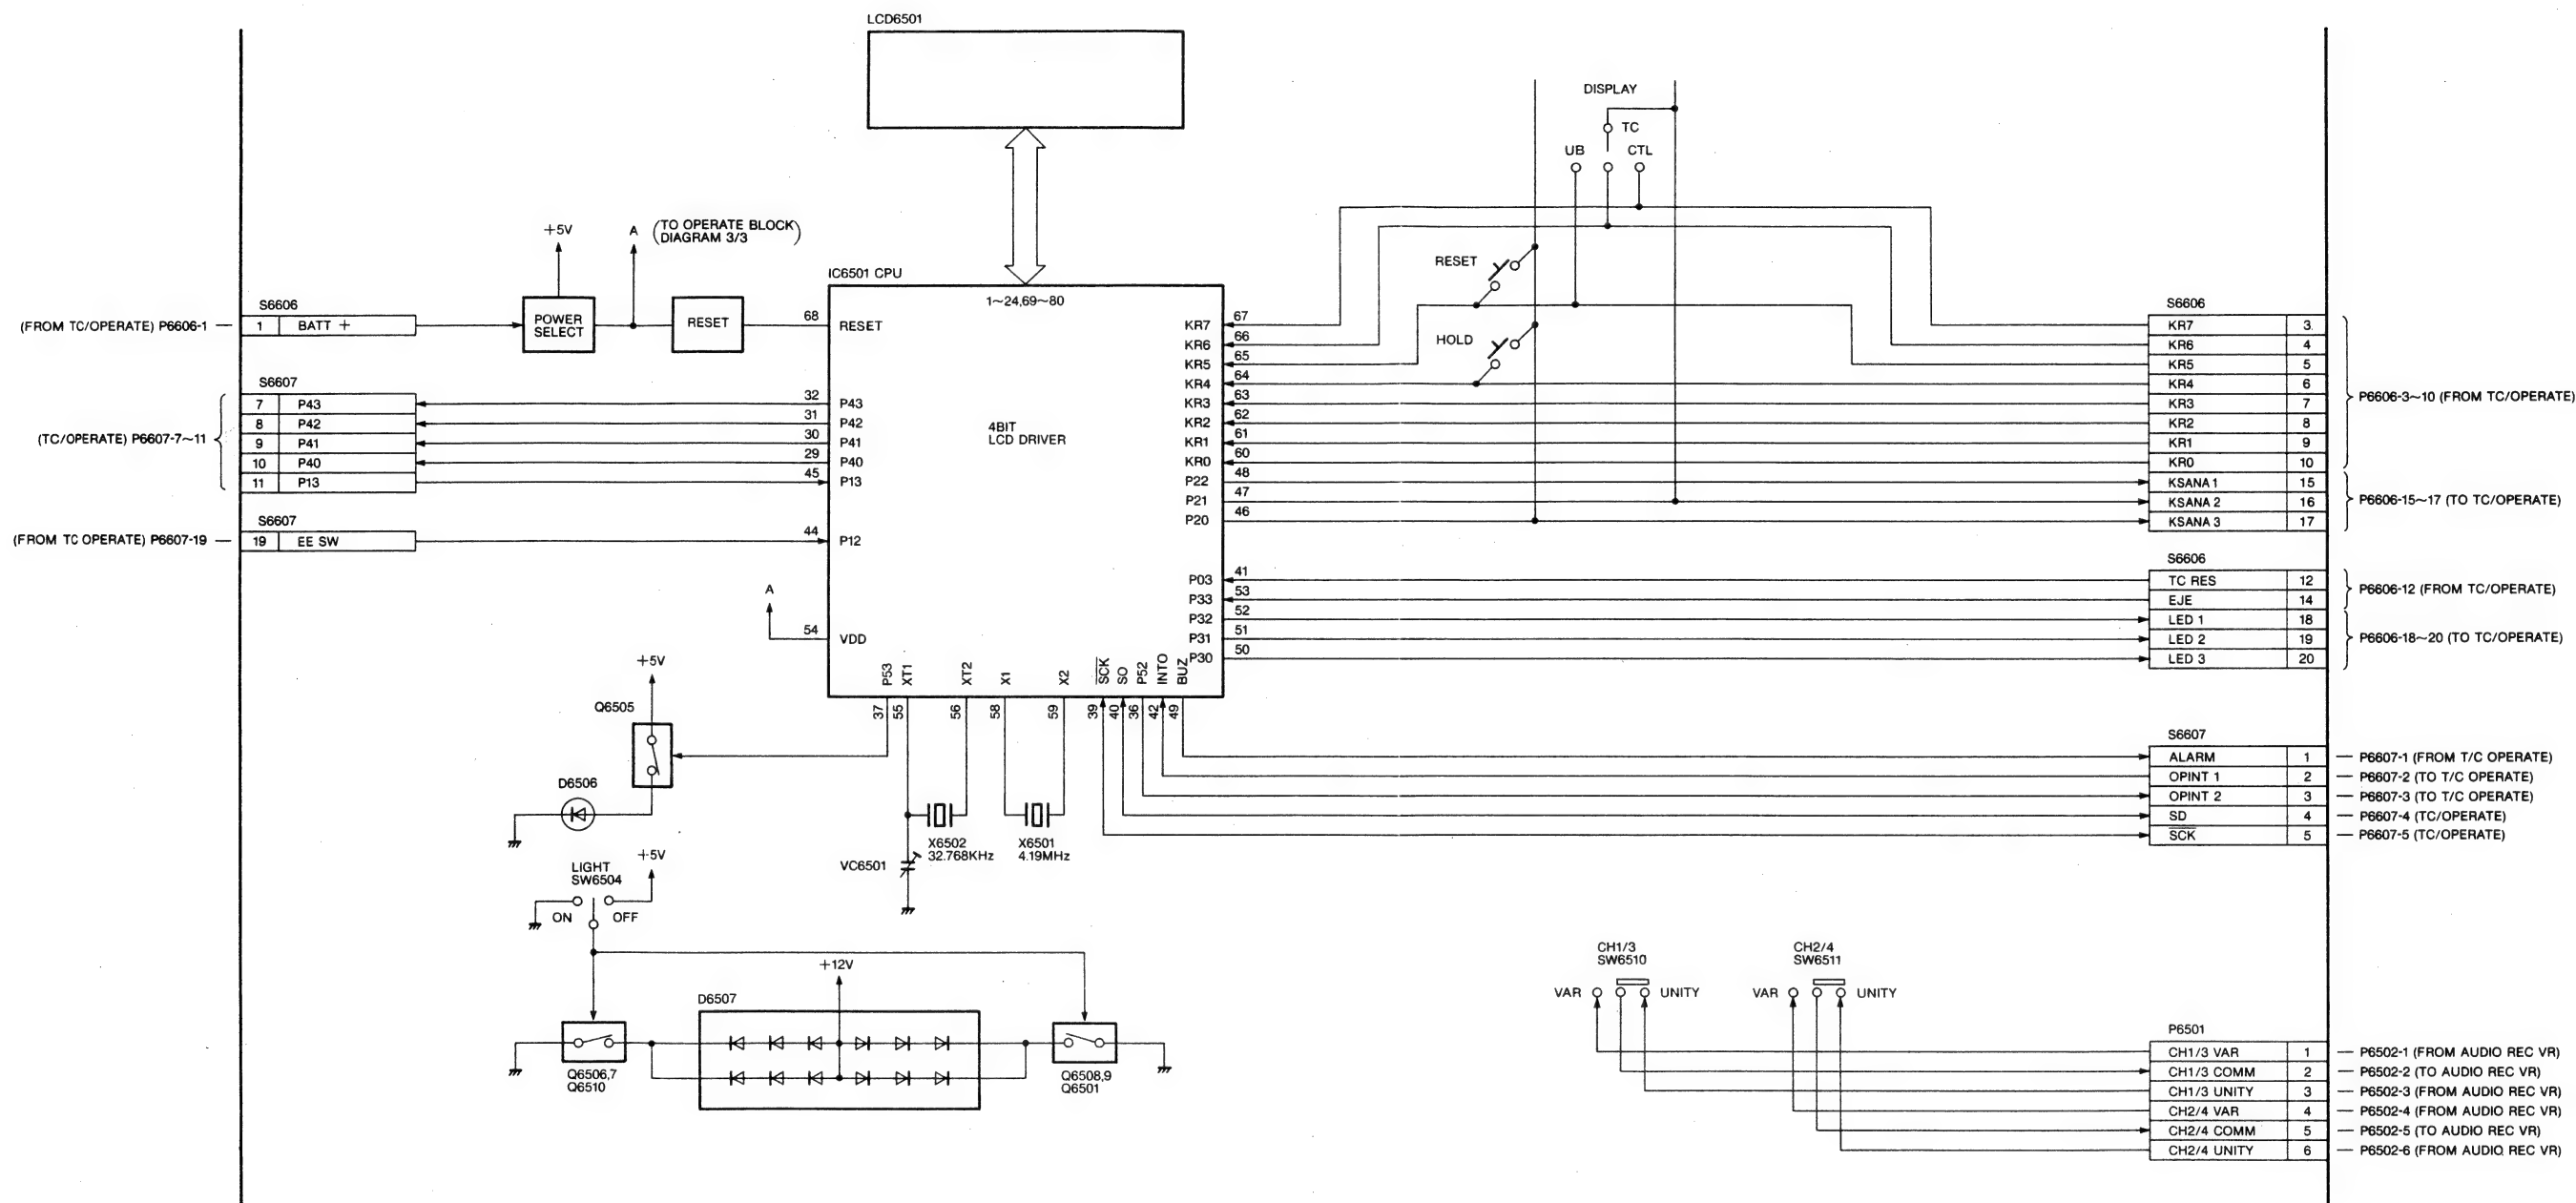 LCD6501
DISPLAY
TC
UB
CTL
+5V
A
(TO OPERATE BLOCK
DIAGRAM 3/3)
RESET
HOLD
S6606
(FROM TC/OPERATE) P6606-1
1 BATT +
POWER
SELECT
RESET
S6607
7 P43
8 P42
9 P41
10 P40
11 P13
(TC/OPERATE) P6607-7~11
S6607
(FROM TC OPERATE) P6607-19
19 EE SW
IC6501 CPU
1~24,69~80
4BIT
LCD DRIVER
68 RESET
32 P43
31 P42
30 P41
29 P40
45 P13
44 P12
A
54 VDD
KR7 67
KR6 66
KR5 65
KR4 64
KR3 63
KR2 62
KR1 61
KR0 60
P22 48
P21 47
P20 46
P03 41
P33 53
P32 52
P31 51
P30 50
P53 XT1 XT2 X1 X2 SCK SO P52 INTO BUZ
37 55 56 58 59 39 40 36 42 49
S6606
KR7 3
KR6 4
KR5 5
KR4 6
KR3 7
KR2 8
KR1 9
KR0 10
P6606-3~10 (FROM TC/OPERATE)
KSANA 1 15
KSANA 2 16
KSANA 3 17
P6606-15~17 (TO TC/OPERATE)
S6606
TC RES 12
EJE 14
P6606-12 (FROM TC/OPERATE)
LED 1 18
LED 2 19
LED 3 20
P6606-18~20 (TO TC/OPERATE)
S6607
ALARM 1 P6607-1 (FROM T/C OPERATE)
OPINT 1 2 P6607-2 (TO T/C OPERATE)
OPINT 2 3 P6607-3 (TO T/C OPERATE)
SD 4 P6607-4 (TC/OPERATE)
SCK 5 P6607-5 (TC/OPERATE)
+5V
Q6505
D6506
X6502
32.768KHz
X6501
4.19MHz
VC6501
LIGHT
SW6504
+5V
ON OFF
+12V
D6507
Q6506,7
Q6510
Q6508,9
Q6501
CH1/3
SW6510
VAR UNITY
CH2/4
SW6511
VAR UNITY
P6501
CH1/3 VAR 1 P6502-1 (FROM AUDIO REC VR)
CH1/3 COMM 2 P6502-2 (TO AUDIO REC VR)
CH1/3 UNITY 3 P6502-3 (FROM AUDIO REC VR)
CH2/4 VAR 4 P6502-4 (FROM AUDIO REC VR)
CH2/4 COMM 5 P6502-5 (TO AUDIO REC VR)
CH2/4 UNITY 6 P6502-6 (FROM AUDIO REC VR)